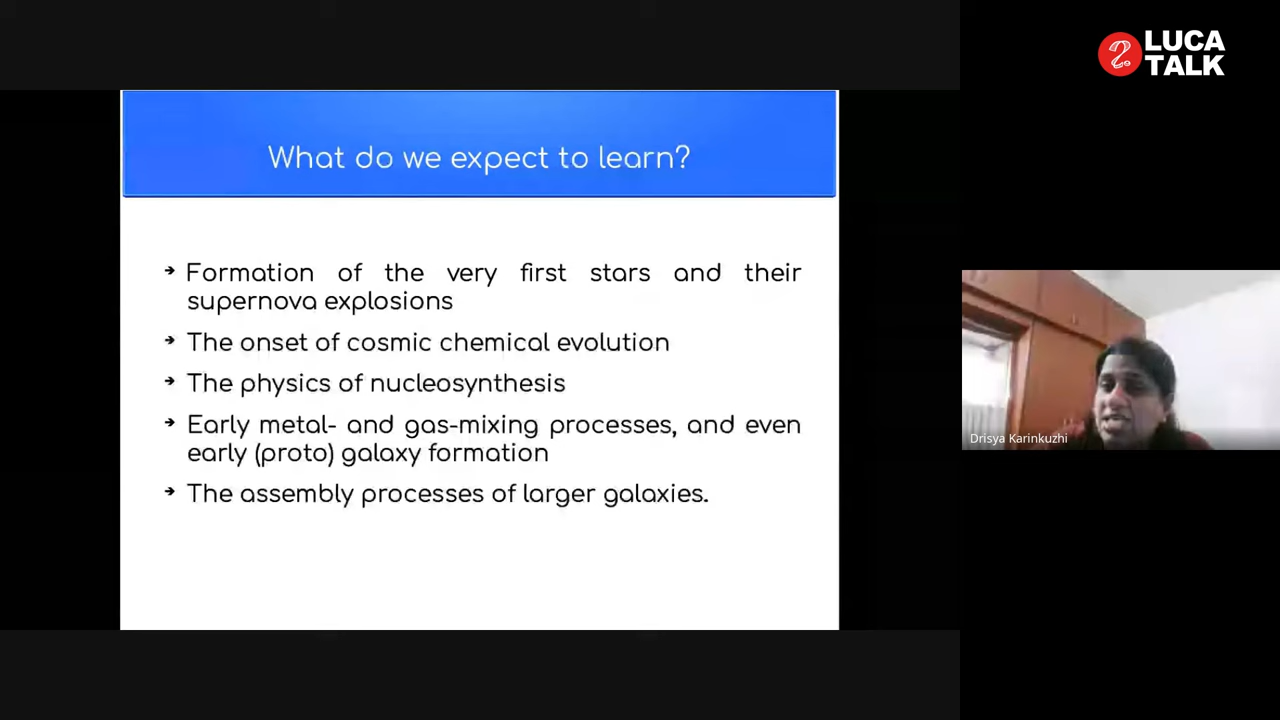 LUCA
TALK
What do we expect to learn?
➔ Formation of the very first stars and their
supernova explosions
➔ The onset of cosmic chemical evolution
➔ The physics of nucleosynthesis
➔ Early metal- and gas-mixing processes, and even
early (proto) galaxy formation
➔ The assembly processes of larger galaxies.
Drisya Karinkuzhi